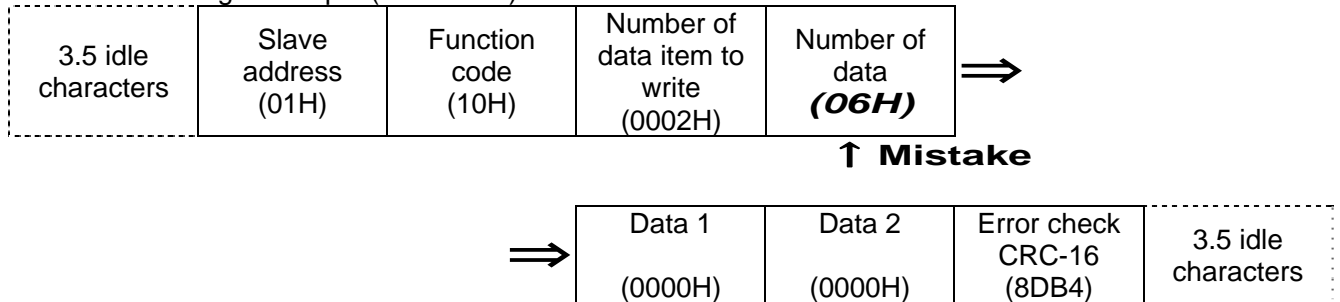 3.5 idle
characters
Slave
address
(01H)
Function
code
(10H)
Number of
data item to
write
(0002H)
Number of
data
(06H)
⇒
↑ Mistake
⇒
Data 1
(0000H)
Data 2
(0000H)
Error check
CRC-16
(8DB4)
3.5 idle
characters